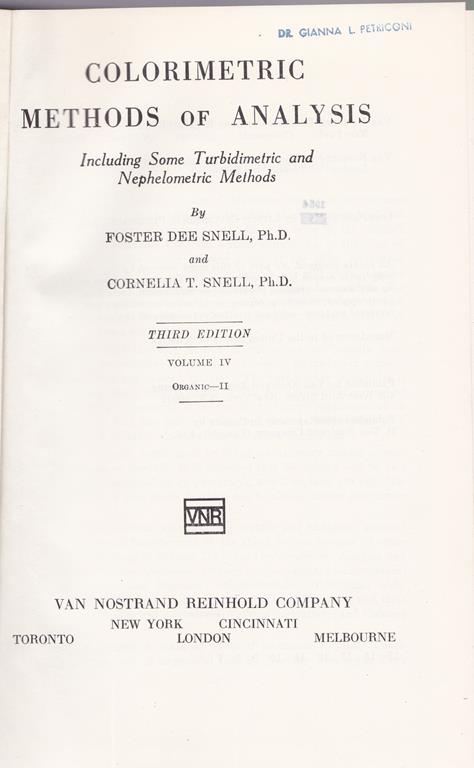 DR. GIANNA L. PETRICONI
COLORIMETRIC
METHODS OF ANALYSIS
Including Some Turbidimetric and
Nephelometric Methods
By
FOSTER DEE SNELL, Ph.D.
and
CORNELIA T. SNELL, Ph.D.
THIRD EDITION
VOLUME IV
ORGANIC—II
VNR
VAN NOSTRAND REINHOLD COMPANY
NEW YORK CINCINNATI
TORONTO LONDON MELBOURNE